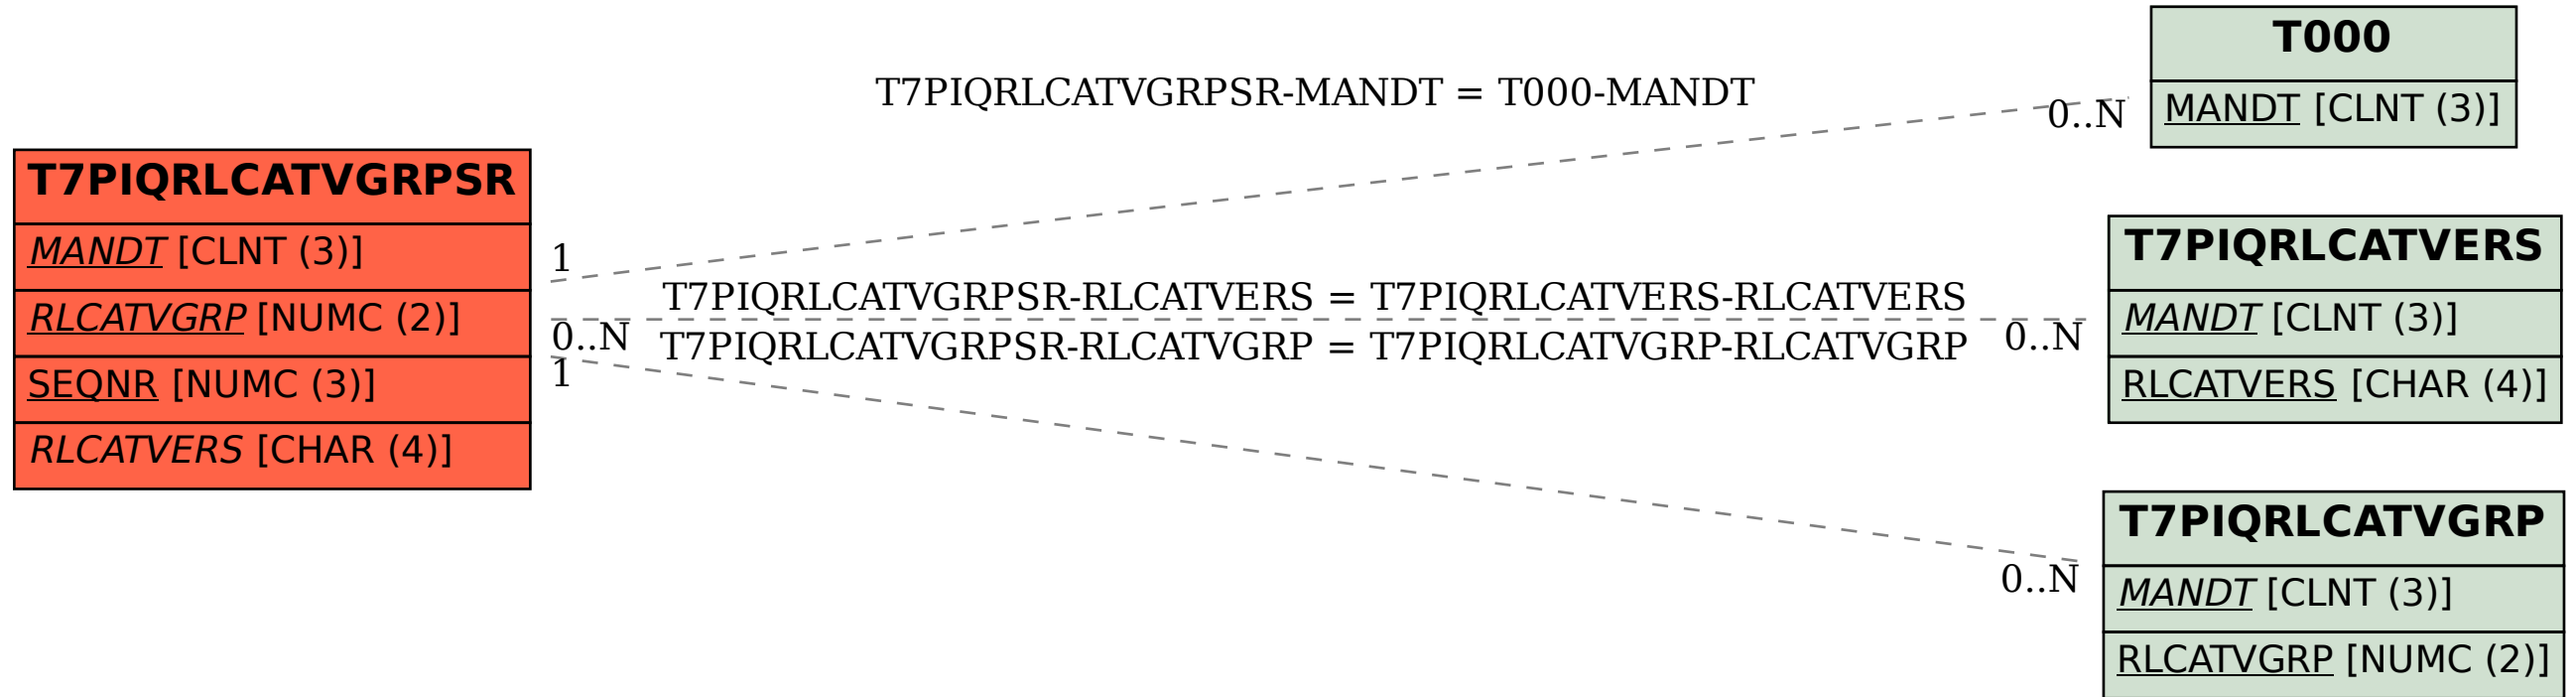 T7PIQRLCATVGRPSR
MANDT [CLNT (3)]
RLCATVGRP [NUMC (2)]
SEQNR [NUMC (3)]
RLCATVERS [CHAR (4)]
T7PIQRLCATVGRPSR-MANDT = T000-MANDT
1
0..N
T7PIQRLCATVGRPSR-RLCATVERS = T7PIQRLCATVERS-RLCATVERS
0..N
0..N
T7PIQRLCATVGRPSR-RLCATVGRP = T7PIQRLCATVGRP-RLCATVGRP
1
0..N
T000
MANDT [CLNT (3)]
T7PIQRLCATVERS
MANDT [CLNT (3)]
RLCATVERS [CHAR (4)]
T7PIQRLCATVGRP
MANDT [CLNT (3)]
RLCATVGRP [NUMC (2)]